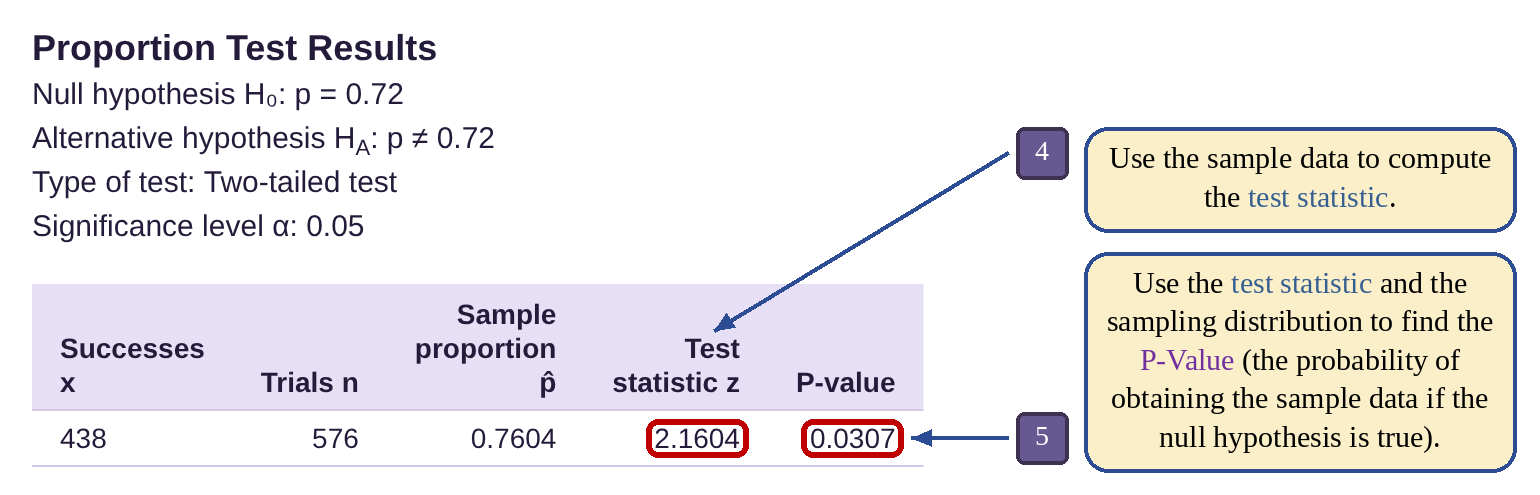 Proportion Test Results
Null hypothesis H₀: p = 0.72
Alternative hypothesis H_A: p ≠ 0.72
Type of test: Two-tailed test
Significance level α: 0.05
Successes x Trials n Sample proportion p̂ Test statistic z P-value
438 576 0.7604 2.1604 0.0307
4
Use the sample data to compute
the test statistic.
5
Use the test statistic and the
sampling distribution to find the
P-Value (the probability of
obtaining the sample data if the
null hypothesis is true).